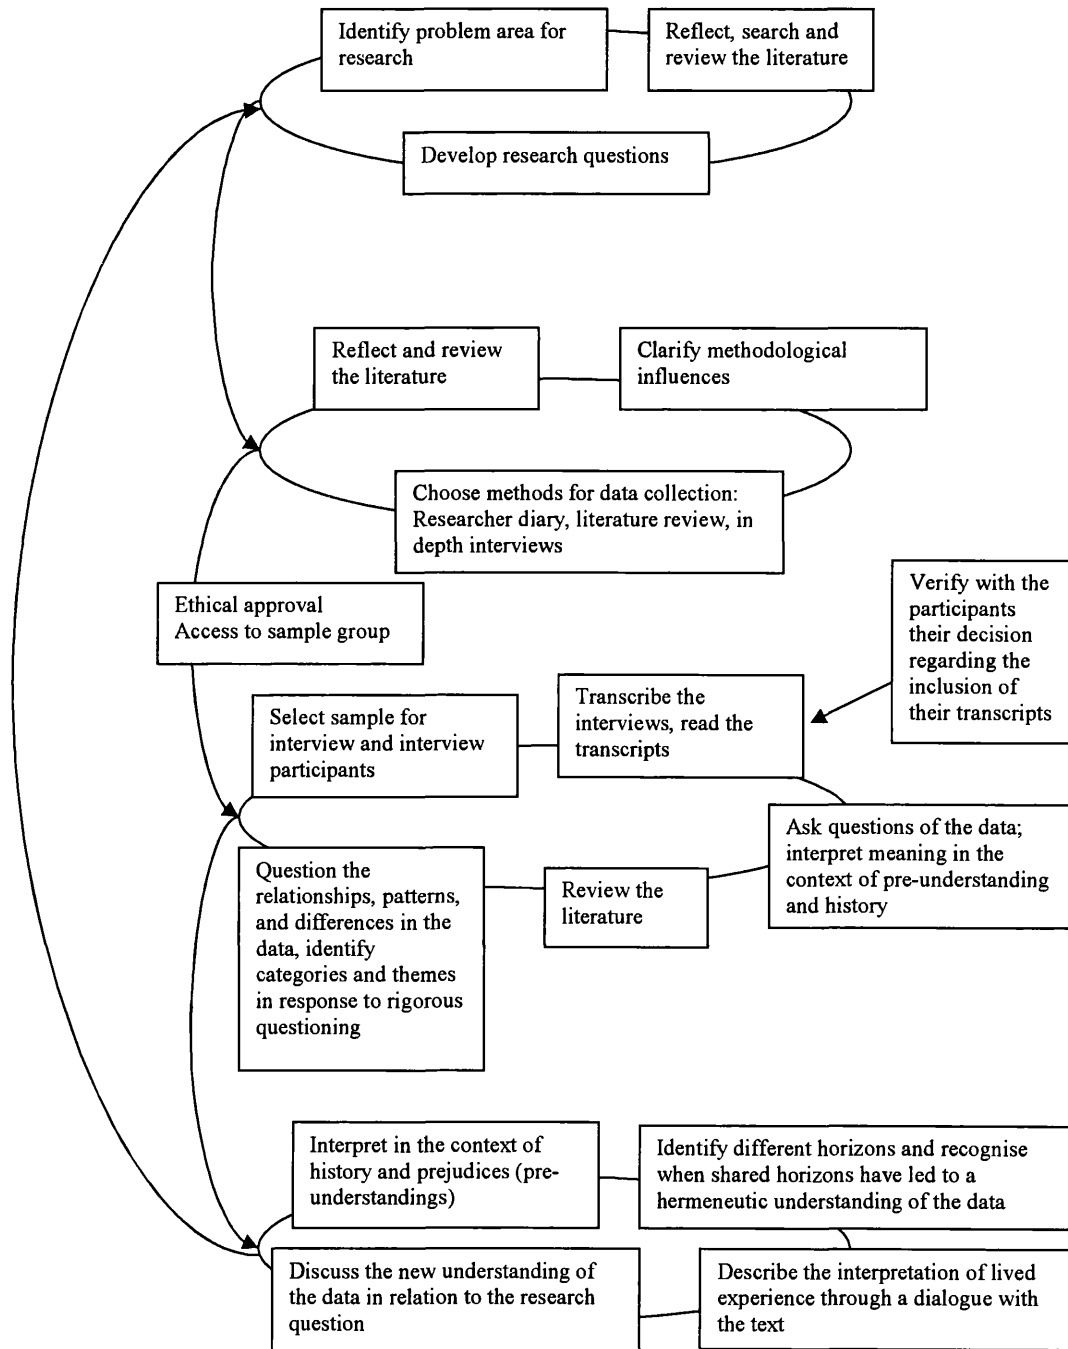 Identify problem area for
research
Reflect, search and
review the literature
Develop research questions
Reflect and review
the literature
Clarify methodological
influences
Choose methods for data collection:
Researcher diary, literature review, in
depth interviews
Ethical approval
Access to sample group
Verify with the
participants
their decision
regarding the
inclusion of
their transcripts
Select sample for
interview and interview
participants
Transcribe the
interviews, read the
transcripts
Ask questions of the data;
interpret meaning in the
context of pre-understanding
and history
Review the
literature
Question the
relationships, patterns,
and differences in the
data, identify
categories and themes
in response to rigorous
questioning
Interpret in the context of
history and prejudices (pre-
understandings)
Identify different horizons and recognise
when shared horizons have led to a
hermeneutic understanding of the data
Discuss the new understanding of
the data in relation to the research
question
Describe the interpretation of lived
experience through a dialogue with
the text